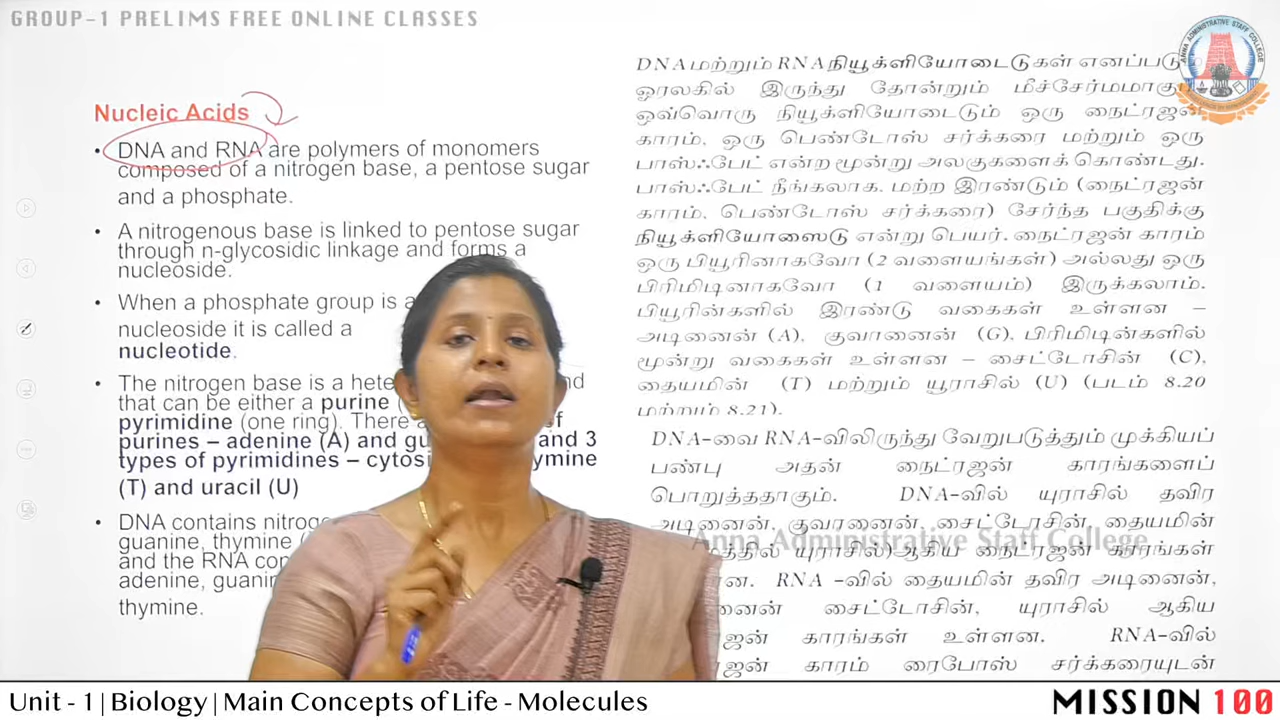 GROUP-1 PRELIMS FREE ONLINE CLASSES
Nucleic Acids
• DNA and RNA are polymers of monomers
composed of a nitrogen base, a pentose sugar
and a phosphate.
• A nitrogenous base is linked to pentose sugar
through n-glycosidic linkage and forms a
nucleoside.
• When a phosphate group is a
nucleoside it is called a
nucleotide.
• The nitrogen base is a
that can be either a purine (
pyrimidine (one ring). There of
purines – adenine (A) and and 3
types of pyrimidines –
(T) and uracil (U)
• DNA contains
guanine, thymine
and the RNA
adenine,
thymine.
DNA மற்றும் RNA நியூக்ளியோடைடுகள்
ஓரலகில் இருந்து தோன்றும்
ஒவ்வொரு நியூக்ளியோடைடும் ஒரு நைட்ரஜன்
காரம், ஒரு பெண்டோஸ் சர்க்கரை மற்றும் ஒரு
பாஸ்ஃபேட் என்ற மூன்று அலகுகளைக் கொண்டது.
பாஸ்ஃபேட் நீங்கலாக, மற்ற இரண்டும் (நைட்ரஜன்
காரம், பெண்டோஸ் சர்க்கரை) சேர்ந்த பகுதிக்கு
நியூக்ளியோஸைடு என்று பெயர். நைட்ரஜன் காரம்
ஒரு பியூரினாகவோ (2 வளையங்கள்) அல்லது ஒரு
பிரிமிடினாகவோ (1 வளையம்) இருக்கலாம்.
பியூரின்களில் இரண்டு வகைகள் உள்ளன –
அடினைன் (A), குவானைன் (G), பிரிமிடின்களில்
மூன்று வகைகள் உள்ளன – சைட்டோசின் (C),
தையமின் (T) மற்றும் யூராசில் (U) (படம் 8.20
மற்றும் 8.21).
DNA-வை RNA-விலிருந்து வேறுபடுத்தும் முக்கியப்
பண்பு அதன் நைட்ரஜன் காரங்களைப்
பொறுத்ததாகும். DNA-வில் யுராசில் தவிர
அடினைன், குவானைன், சைட்டோசின், தையமின்
Anna Administrative Staff College
யுராசில்) ஆகிய நைட்ரஜன் காரங்கள்
RNA -வில் தையமின் தவிர அடினைன்,
சைட்டோசின், யுராசில் ஆகிய
காரங்கள் உள்ளன. RNA-வில்
காரம் ரைபோஸ் சர்க்கரையுடன்
Unit - 1 | Biology | Main Concepts of Life - Molecules
MISSION 100